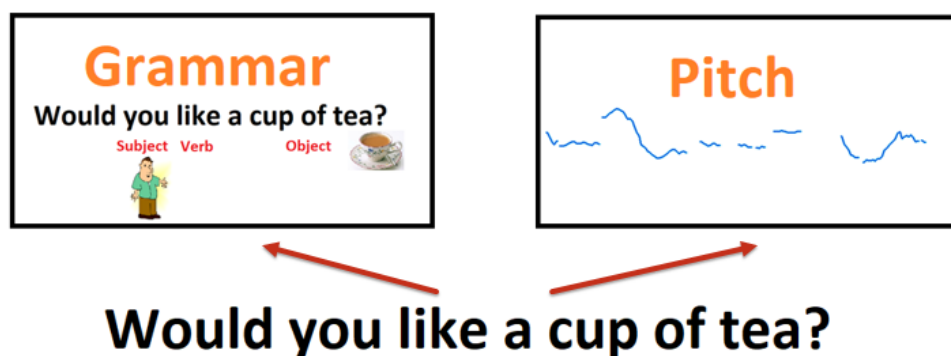 Grammar
Would you like a cup of tea?
Subject Verb Object
Pitch
Would you like a cup of tea?